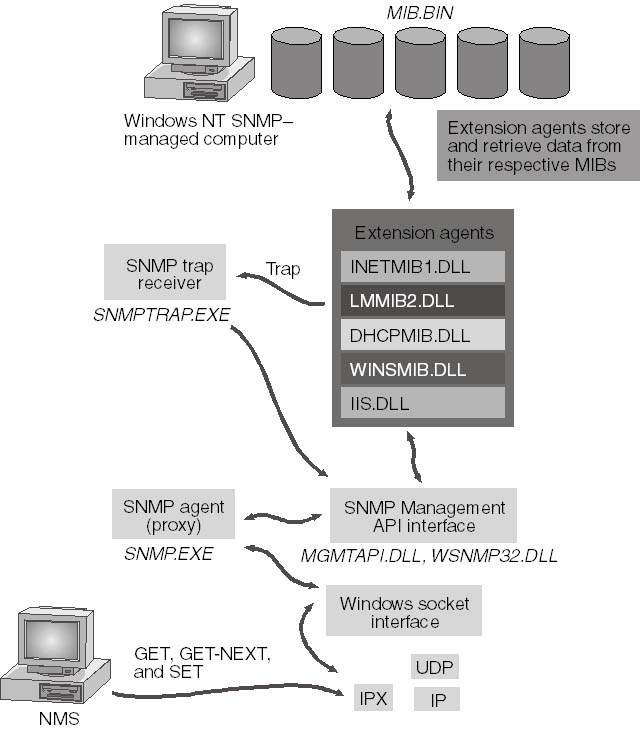 MIB.BIN
Windows NT SNMP–
managed computer
Extension agents store
and retrieve data from
their respective MIBs
Extension agents
INETMIB1.DLL
LMMIB2.DLL
DHCPMIB.DLL
WINSMIB.DLL
IIS.DLL
SNMP trap
receiver
Trap
SNMPTRAP.EXE
SNMP agent
(proxy)
SNMP.EXE
SNMP Management
API interface
MGMTAPI.DLL, WSNMP32.DLL
Windows socket
interface
GET, GET-NEXT,
and SET
UDP
IPX
IP
NMS